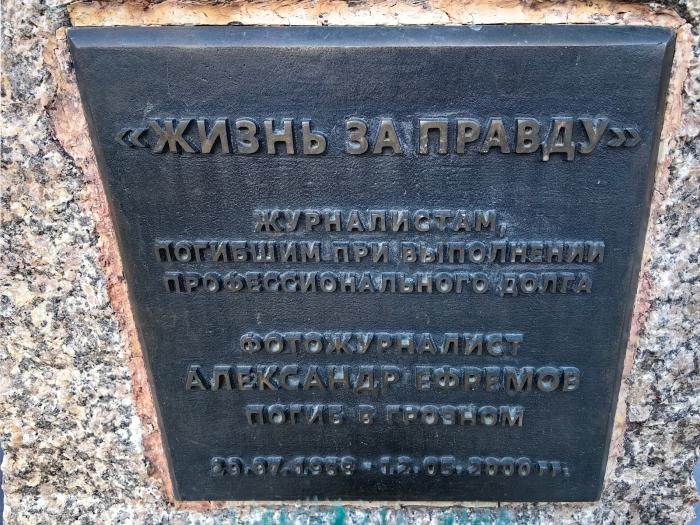 «ЖИЗНЬ ЗА ПРАВДУ»
ЖУРНАЛИСТАМ,
ПОГИБШИМ ПРИ ВЫПОЛНЕНИИ
ПРОФЕССИОНАЛЬНОГО ДОЛГА
ФОТОЖУРНАЛИСТ
АЛЕКСАНДР ЕФРЕМОВ
ПОГИБ В ГРОЗНОМ
- 12.05.2000 гг.